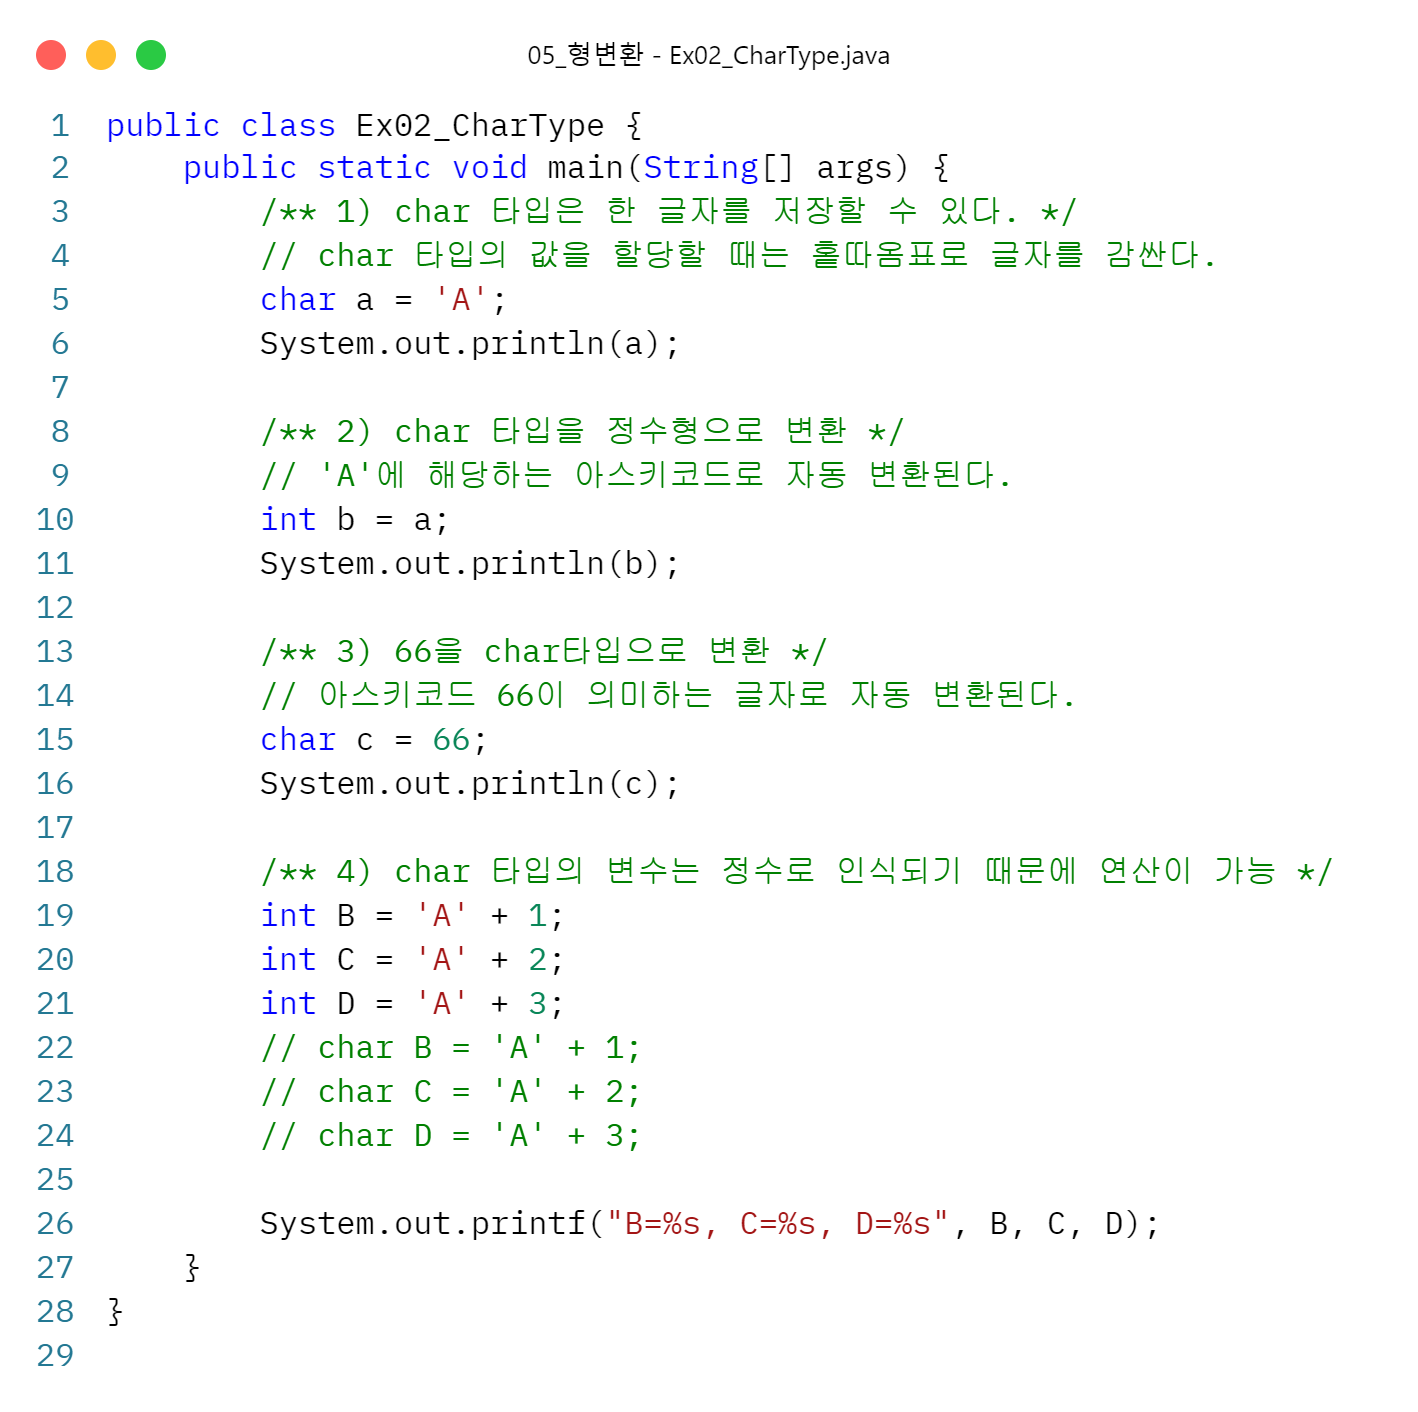 05_형변환 - Ex02_CharType.java
1 public class Ex02_CharType {
2     public static void main(String[] args) {
3         /** 1) char 타입은 한 글자를 저장할 수 있다. */
4         // char 타입의 값을 할당할 때는 홑따옴표로 글자를 감싼다.
5         char a = 'A';
6         System.out.println(a);
7
8         /** 2) char 타입을 정수형으로 변환 */
9         // 'A'에 해당하는 아스키코드로 자동 변환된다.
10         int b = a;
11         System.out.println(b);
12
13         /** 3) 66을 char타입으로 변환 */
14         // 아스키코드 66이 의미하는 글자로 자동 변환된다.
15         char c = 66;
16         System.out.println(c);
17
18         /** 4) char 타입의 변수는 정수로 인식되기 때문에 연산이 가능 */
19         int B = 'A' + 1;
20         int C = 'A' + 2;
21         int D = 'A' + 3;
22         // char B = 'A' + 1;
23         // char C = 'A' + 2;
24         // char D = 'A' + 3;
25
26         System.out.printf("B=%s, C=%s, D=%s", B, C, D);
27     }
28 }
29